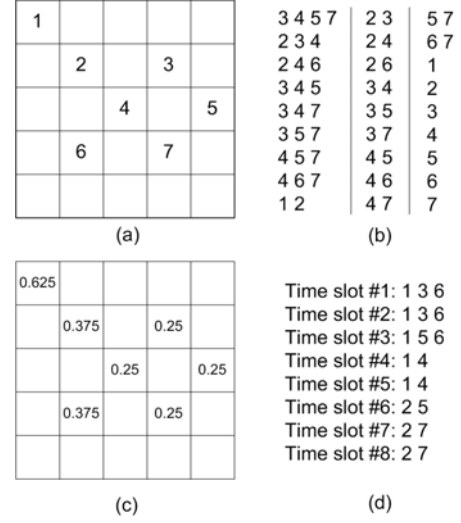 1
2 3
4 5
6 7
(a)
3 4 5 7 2 3 5 7
2 3 4 2 4 6 7
2 4 6 2 6 1
3 4 5 3 4 2
3 4 7 3 5 3
3 5 7 3 7 4
4 5 7 4 5 5
4 6 7 4 6 6
1 2 4 7 7
(b)
0.625
0.375 0.25
0.25 0.25
0.375 0.25
(c)
Time slot #1: 1 3 6
Time slot #2: 1 3 6
Time slot #3: 1 5 6
Time slot #4: 1 4
Time slot #5: 1 4
Time slot #6: 2 5
Time slot #7: 2 7
Time slot #8: 2 7
(d)